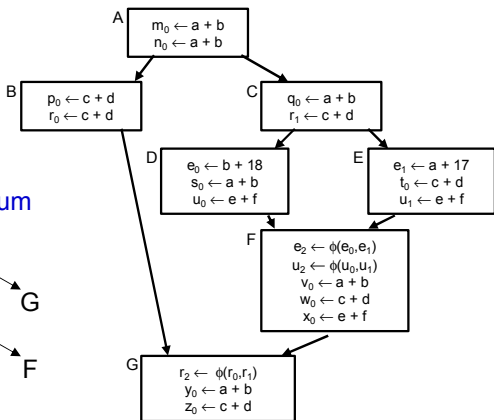 A
m₀ ← a + b
n₀ ← a + b
B
p₀ ← c + d
r₀ ← c + d
C
q₀ ← a + b
r₁ ← c + d
D
e₀ ← b + 18
s₀ ← a + b
u₀ ← e + f
E
e₁ ← a + 17
t₀ ← c + d
u₁ ← e + f
um
F
e₂ ← ϕ(e₀,e₁)
u₂ ← ϕ(u₀,u₁)
v₀ ← a + b
w₀ ← c + d
x₀ ← e + f
G
F
G
r₂ ← ϕ(r₀,r₁)
y₀ ← a + b
z₀ ← c + d